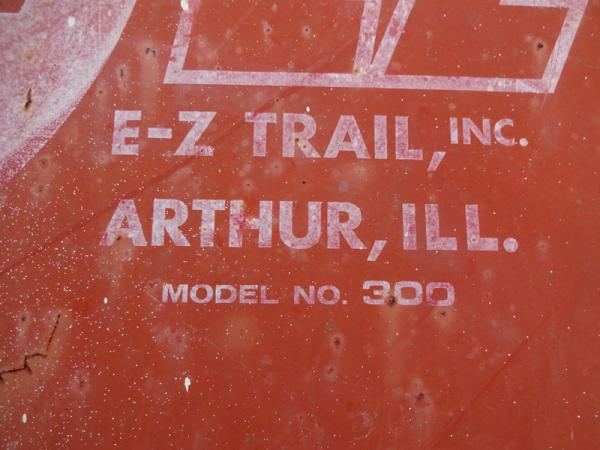 E-Z TRAIL, INC.
ARTHUR, ILL.
MODEL NO. 300